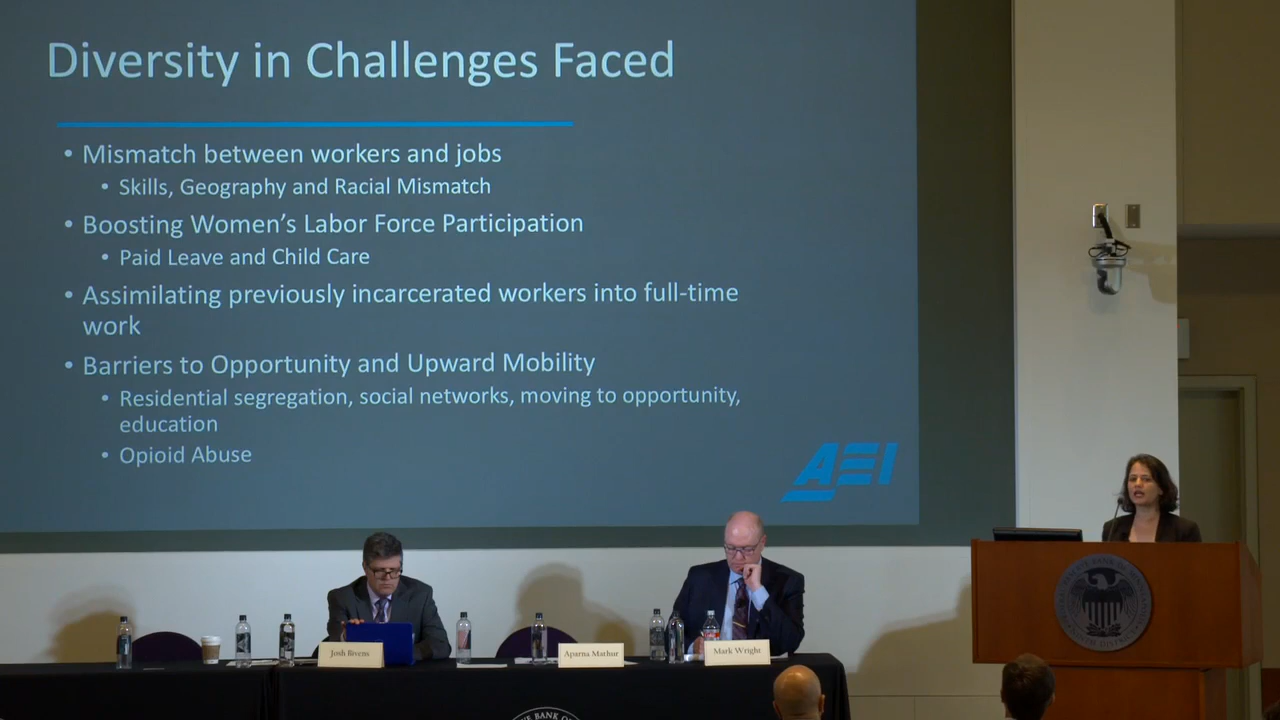 Diversity in Challenges Faced
• Mismatch between workers and jobs
• Skills, Geography and Racial Mismatch
• Boosting Women's Labor Force Participation
• Paid Leave and Child Care
• Assimilating previously incarcerated workers into full-time
work
• Barriers to Opportunity and Upward Mobility
• Residential segregation, social networks, moving to opportunity,
education
• Opioid Abuse
AEI
Josh Bivens
Aparna Mathur
Mark Wright
BANK